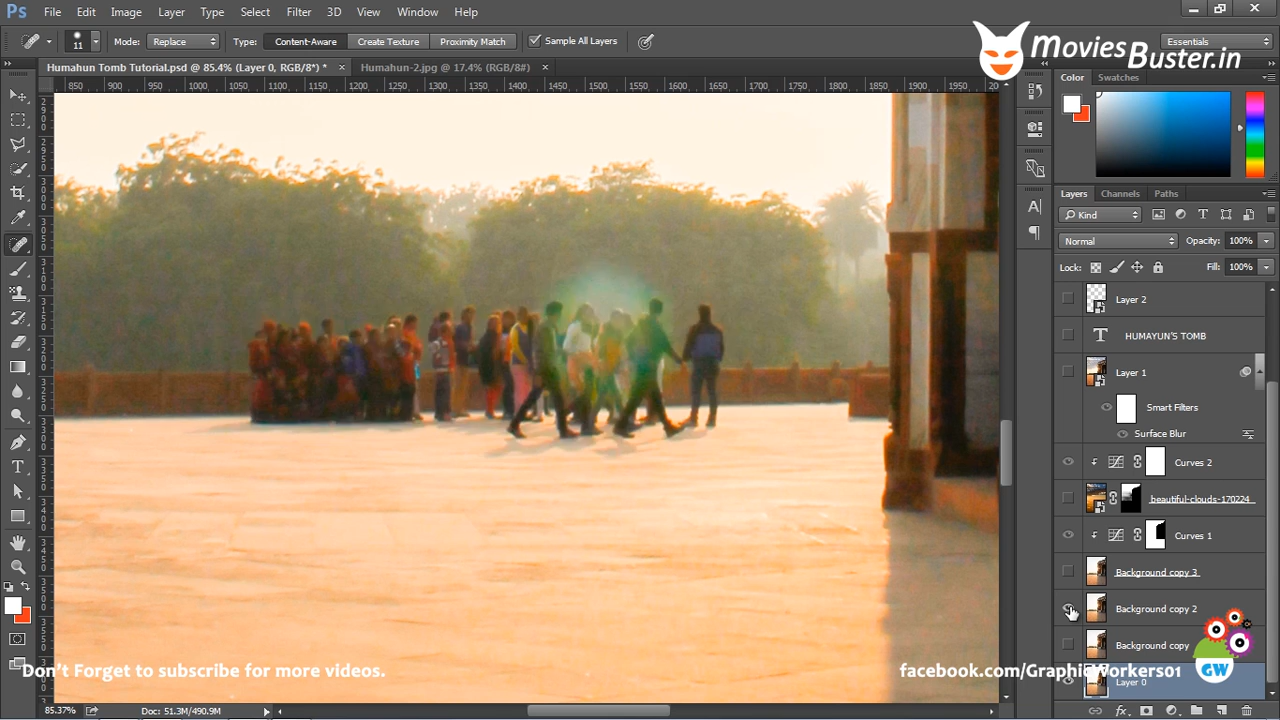 Ps File Edit Image Layer Type Select Filter 3D View Window Help
11 Mode: Replace Type: Content-Aware Create Texture Proximity Match Sample All Layers Essentials
MoviesBuster.in
Humahun Tomb Tutorial.psd @ 85.4% (Layer 0, RGB/8*) * × Humahun-2.jpg @ 17.4% (RGB/8#) ×
850 900 950 1000 1050 1100 1150 1200 1250 1300 1350 1400 1450 1500 1550 1600 1650 1700 1750 1800 1850 1900 1950 20
Color Swatches
Layers Channels Paths
Kind
Normal Opacity: 100%
Lock: Fill: 100%
Layer 2
T HUMAYUN'S TOMB
Layer 1
Smart Filters
Surface Blur
Curves 2
beautiful-clouds-170224
Curves 1
Background copy 3
Background copy 2
Background copy
GW
Layer 0
Don't Forget to subscribe for more videos.
facebook.com/GraphicWorkers01
85.37% Doc: 51.3M/490.9M